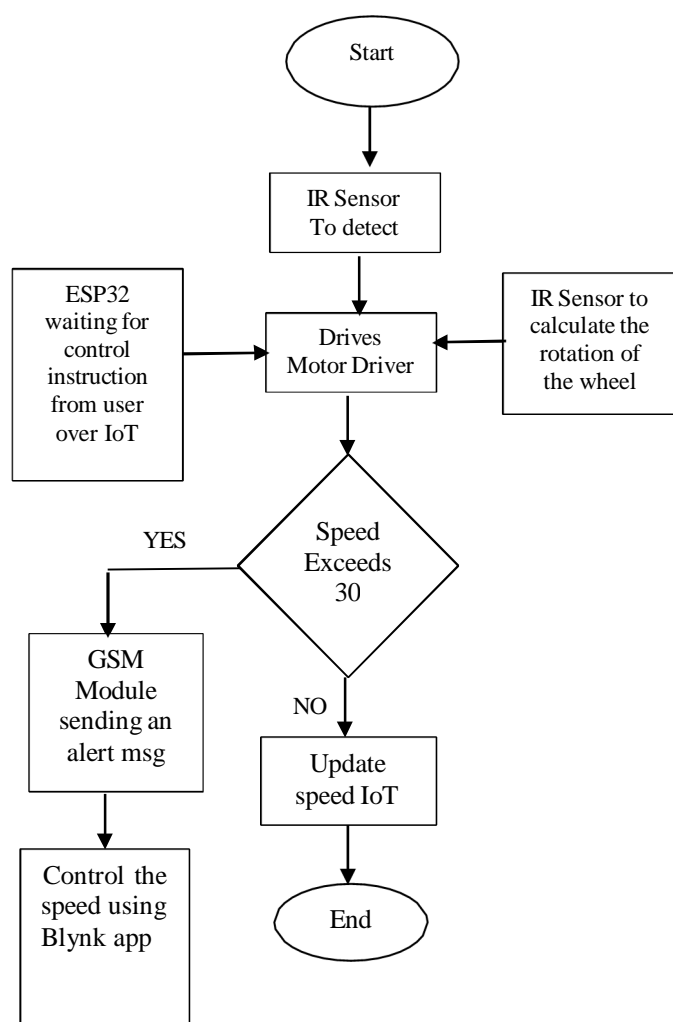 Start
IR Sensor
To detect
ESP32
waiting for
control
instruction
from user
over IoT
Drives
Motor Driver
IR Sensor to
calculate the
rotation of
the wheel
Speed
Exceeds
30
YES
GSM
Module
sending an
alert msg
NO
Update
speed IoT
Control the
speed using
Blynk app
End